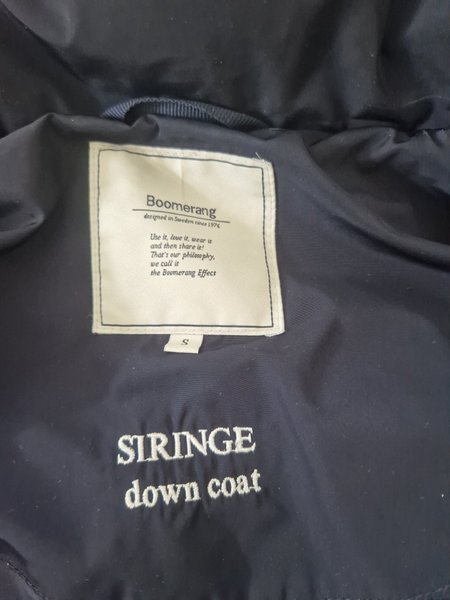 Boomerang
designed in Sweden since 1976
Use it, love it, wear it
and then share it!
That's our philosophy,
we call it
the Boomerang Effect
S
SIRINGE
down coat